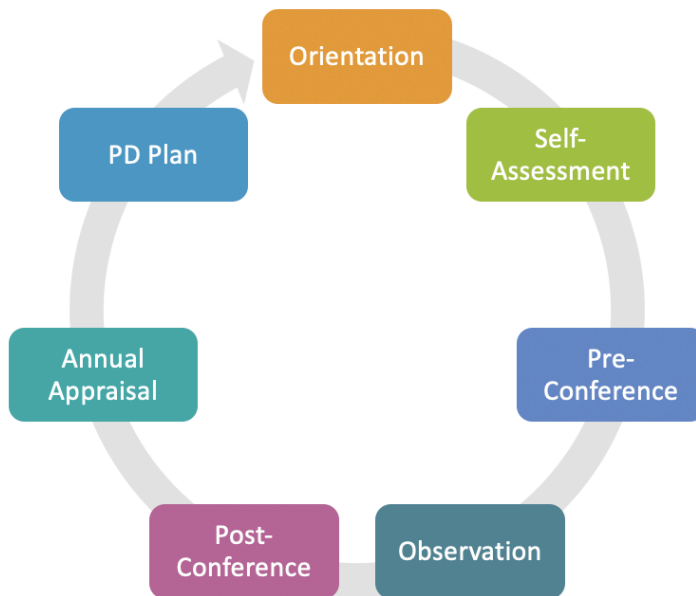 Orientation
Self-
Assessment
Pre-
Conference
Observation
Post-
Conference
Annual
Appraisal
PD Plan